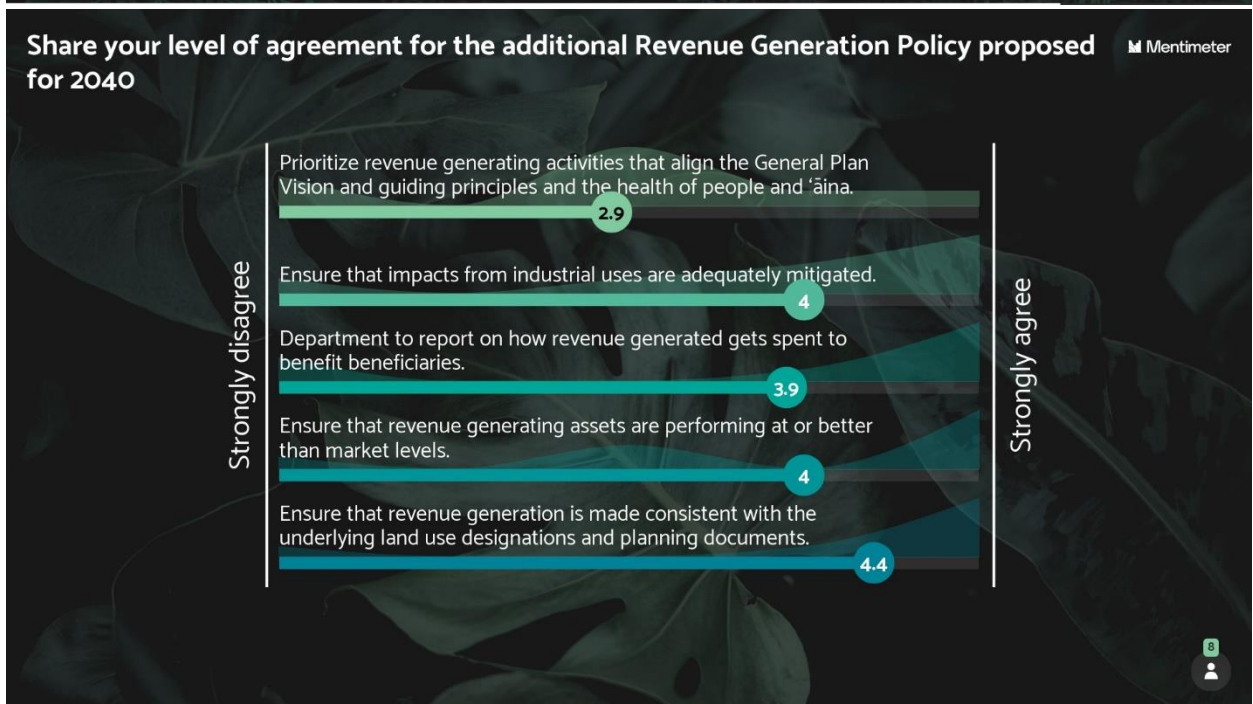 Share your level of agreement for the additional Revenue Generation Policy proposed
for 2040
Mentimeter
Prioritize revenue generating activities that align the General Plan
Vision and guiding principles and the health of people and ʻāina.
2.9
Ensure that impacts from industrial uses are adequately mitigated.
4
Strongly disagree
Department to report on how revenue generated gets spent to
benefit beneficiaries.
3.9
Strongly agree
Ensure that revenue generating assets are performing at or better
than market levels.
4
Ensure that revenue generation is made consistent with the
underlying land use designations and planning documents.
4.4
8